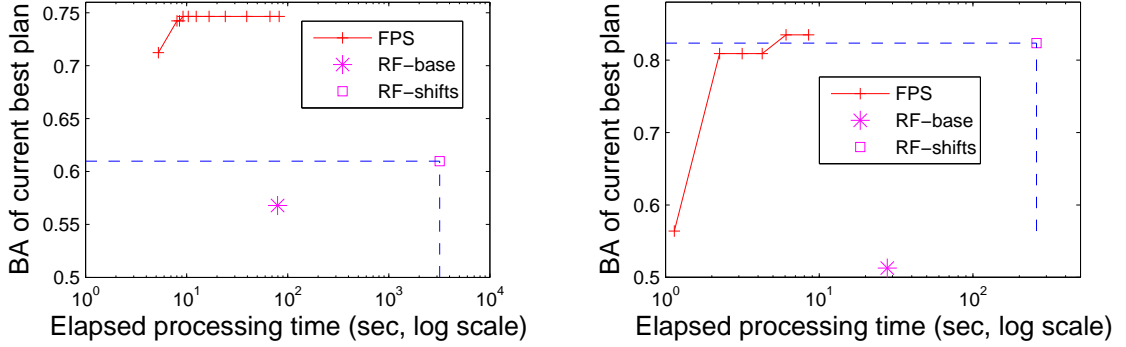 BA of current best plan
0.75
0.7
0.65
0.6
0.55
0.5
10^0
10^1
10^2
10^3
10^4
Elapsed processing time (sec, log scale)
FPS
RF−base
RF−shifts
BA of current best plan
0.8
0.7
0.6
0.5
10^0
10^1
10^2
Elapsed processing time (sec, log scale)
FPS
RF−base
RF−shifts